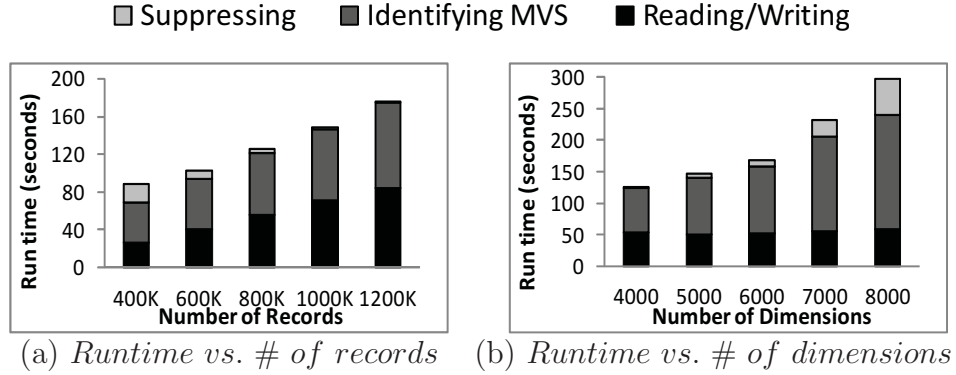 Suppressing Identifying MVS Reading/Writing
Run time (seconds)
200
160
120
80
40
0
400K 600K 800K 1000K 1200K
Number of Records
(a) Runtime vs. # of records
Run time (seconds)
300
250
200
150
100
50
0
4000 5000 6000 7000 8000
Number of Dimensions
(b) Runtime vs. # of dimensions